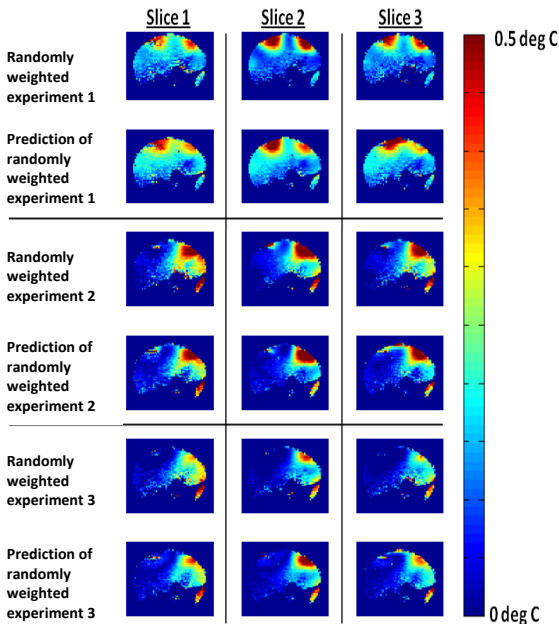 Slice 1 Slice 2 Slice 3
0.5 deg C
Randomly
weighted
experiment 1
Prediction of
randomly
weighted
experiment 1
Randomly
weighted
experiment 2
Prediction of
randomly
weighted
experiment 2
Randomly
weighted
experiment 3
Prediction of
randomly
weighted
experiment 3
0 deg C